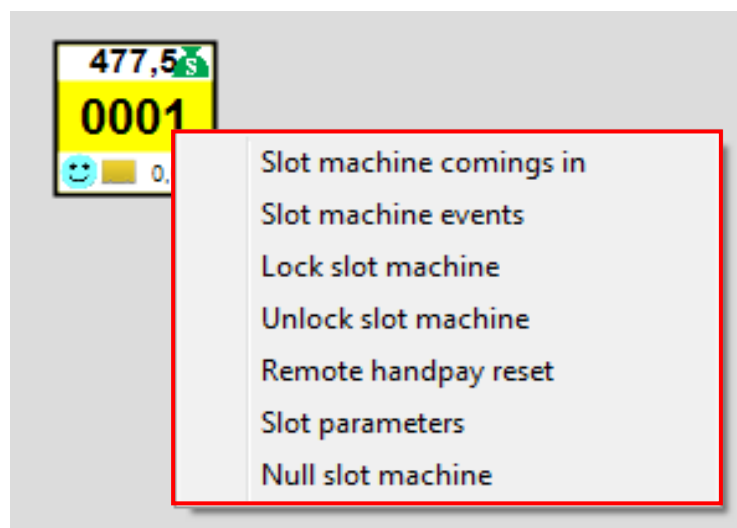 477,5
$
0001
0,
Slot machine comings in
Slot machine events
Lock slot machine
Unlock slot machine
Remote handpay reset
Slot parameters
Null slot machine